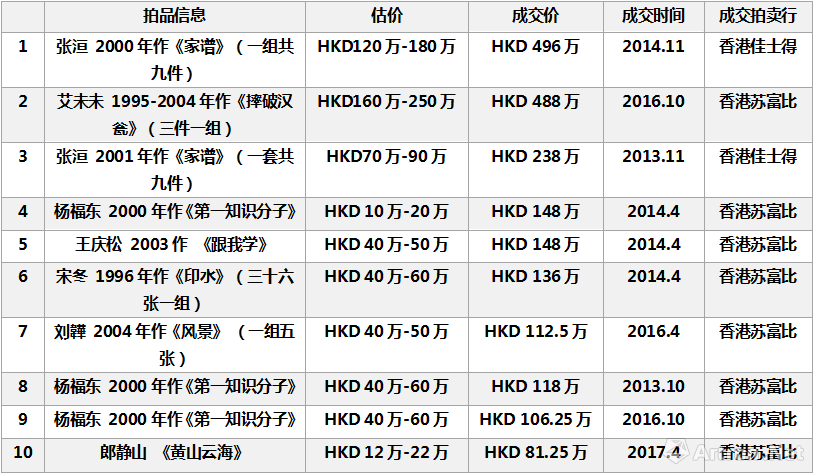 拍品信息 估价 成交价 成交时间 成交拍卖行
1 张洹 2000 年作《家谱》（一组共九件） HKD120 万-180 万 HKD 496 万 2014.11 香港佳士得
2 艾未未 1995-2004 年作《摔破汉瓮》（三件一组） HKD160 万-250 万 HKD 488 万 2016.10 香港苏富比
3 张洹 2001 年作《家谱》（一套共九件） HKD70 万-90 万 HKD 238 万 2013.11 香港佳士得
4 杨福东 2000 年作《第一知识分子》 HKD 10 万-20 万 HKD 148 万 2014.4 香港苏富比
5 王庆松 2003 作 《跟我学》 HKD 40 万-50 万 HKD 148 万 2014.4 香港苏富比
6 宋冬 1996 年作《印水》（三十六张一组） HKD 40 万-60 万 HKD 136 万 2014.4 香港苏富比
7 刘韡 2004 年作《风景》 （一组五张） HKD 40 万-50 万 HKD 112.5 万 2016.4 香港苏富比
8 杨福东 2000 年作《第一知识分子》 HKD 40 万-60 万 HKD 118 万 2013.10 香港苏富比
9 杨福东 2000 年作《第一知识分子》 HKD 40 万-60 万 HKD 106.25 万 2016.10 香港苏富比
10 郎静山 《黄山云海》 HKD 12 万-22 万 HKD 81.25 万 2017.4 香港苏富比